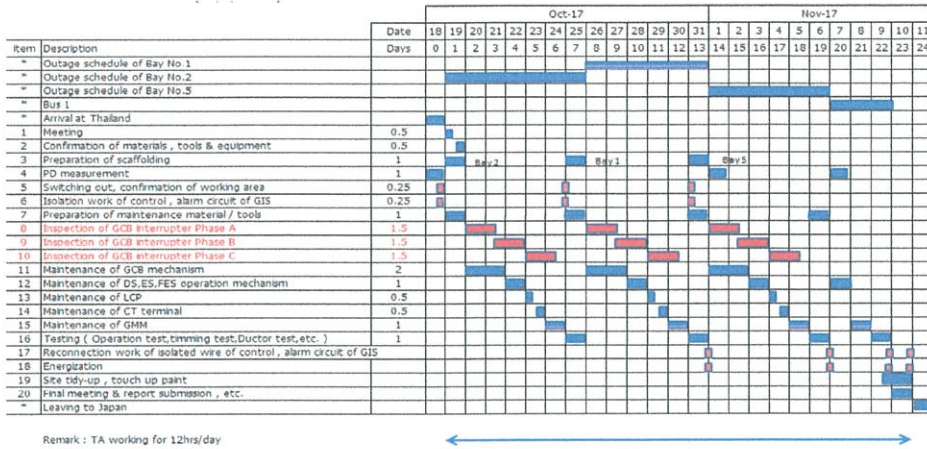 Oct-17 Nov-17
Date 18 19 20 21 22 23 24 25 26 27 28 29 30 31 1 2 3 4 5 6 7 8 9 10 11
Item Description Days 0 1 2 3 4 5 6 7 8 9 10 11 12 13 14 15 16 17 18 19 20 21 22 23 24
" Outage schedule of Bay No.1
" Outage schedule of Bay No.2
" Outage schedule of Bay No.5
" Bus 1
" Arrival at Thailand
1 Meeting 0.5
2 Confirmation of materials , tools & equipment 0.5
3 Preparation of scaffolding 1 Bay2 Bay1 Bay5
4 PD measurement 1
5 Switching out, confirmation of working area 0.25
6 Isolation work of control , alarm circuit of GIS 0.25
7 Preparation of maintenance material / tools 1
8 Inspection of GCB interrupter Phase A 1.5
9 Inspection of GCB interrupter Phase B 1.5
10 Inspection of GCB interrupter Phase C 1.5
11 Maintenance of GCB mechanism 2
12 Maintenance of DS,ES,FES operation mechanism 1
13 Maintenance of LCP 0.5
14 Maintenance of CT terminal 0.5
15 Maintenance of GMM 1
16 Testing ( Operation test,timming test,Ductor test,etc. ) 1
17 Reconnection work of isolated wire of control , alarm circuit of GIS
18 Energization
19 Site tidy-up , touch up paint
20 Final meeting & report submission , etc.
" Leaving to Japan
Remark : TA working for 12hrs/day